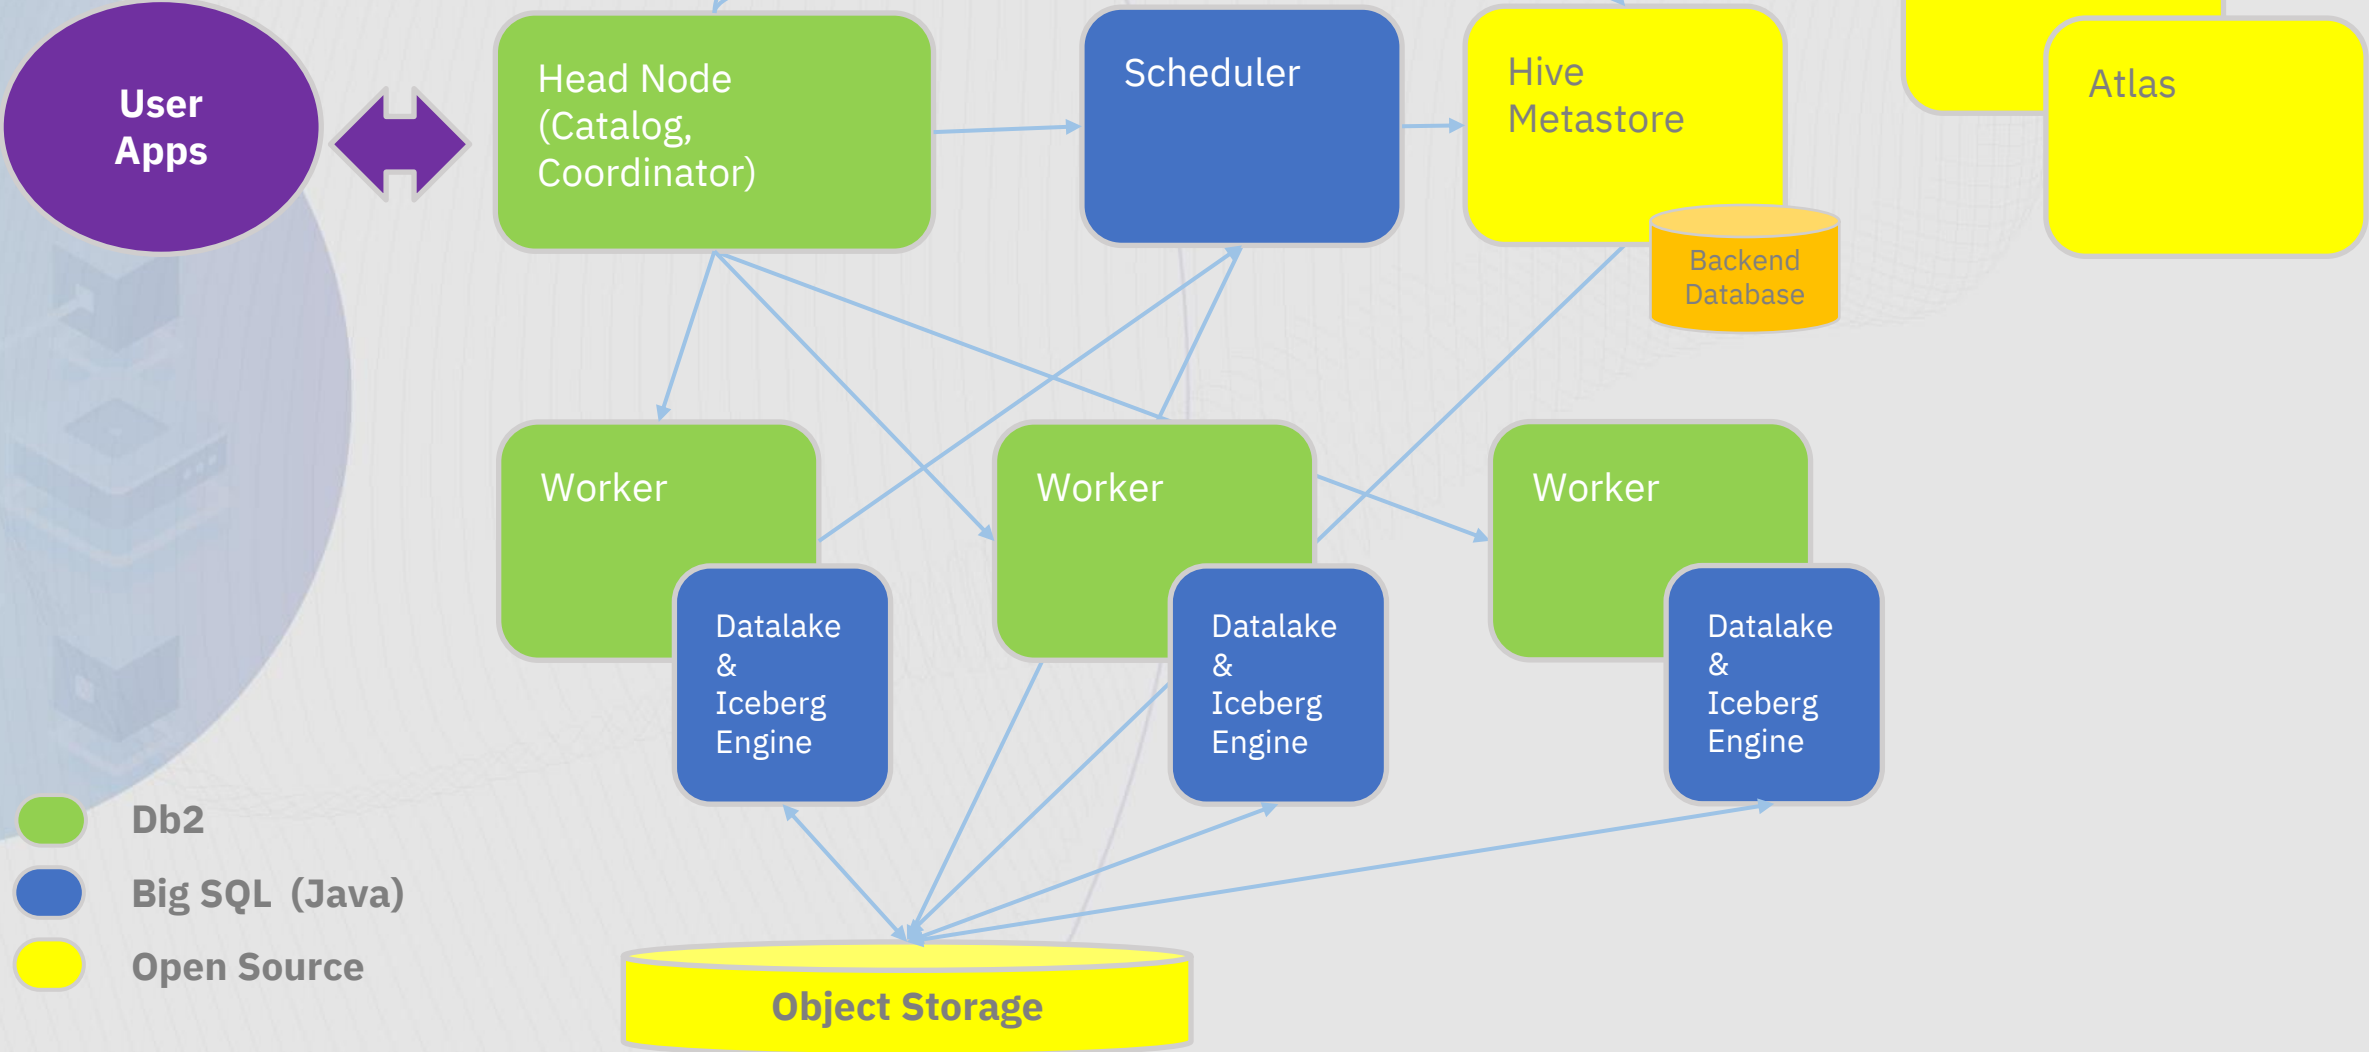 User
Apps
Head Node
(Catalog,
Coordinator)
Scheduler
Hive
Metastore
Backend
Database
Atlas
Worker
Datalake
&
Iceberg
Engine
Worker
Datalake
&
Iceberg
Engine
Worker
Datalake
&
Iceberg
Engine
Db2
Big SQL (Java)
Open Source
Object Storage